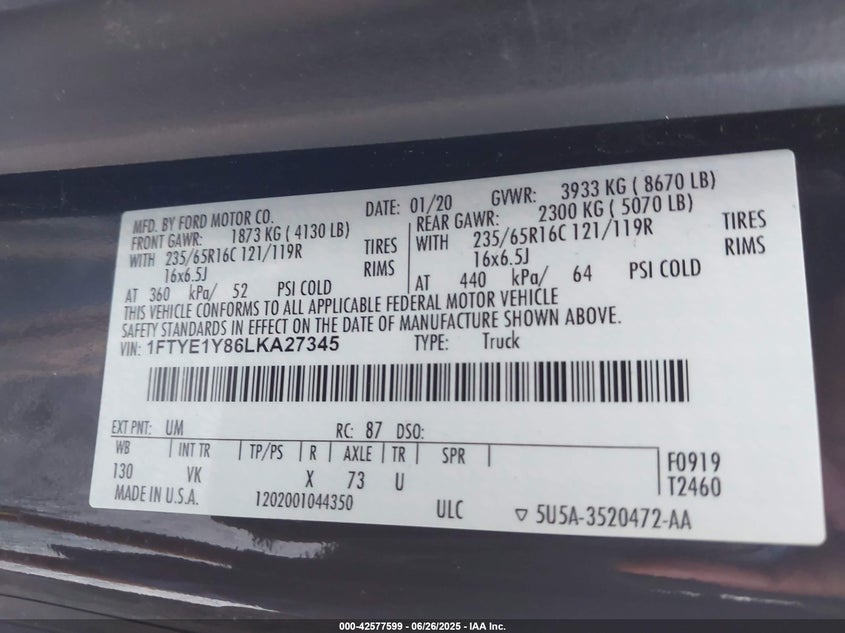 MFD. BY FORD MOTOR CO. DATE: 01/20 GVWR: 3933 KG ( 8670 LB)
FRONT GAWR: 1873 KG ( 4130 LB) REAR GAWR: 2300 KG ( 5070 LB)
WITH 235/65R16C 121/119R TIRES WITH 235/65R16C 121/119R TIRES
16x6.5J RIMS 16x6.5J RIMS
AT 360 kPa/ 52 PSI COLD AT 440 kPa/ 64 PSI COLD
THIS VEHICLE CONFORMS TO ALL APPLICABLE FEDERAL MOTOR VEHICLE
SAFETY STANDARDS IN EFFECT ON THE DATE OF MANUFACTURE SHOWN ABOVE.
VIN: 1FTYE1Y86LKA27345 TYPE: Truck
EXT PNT: UM RC: 87 DSO:
WB INT TR TP/PS R AXLE TR SPR F0919
130 VK X 73 U T2460
MADE IN U.S.A. 1202001044350 ULC ▽ 5U5A-3520472-AA
000-42577599 - 06/26/2025 - IAA Inc.